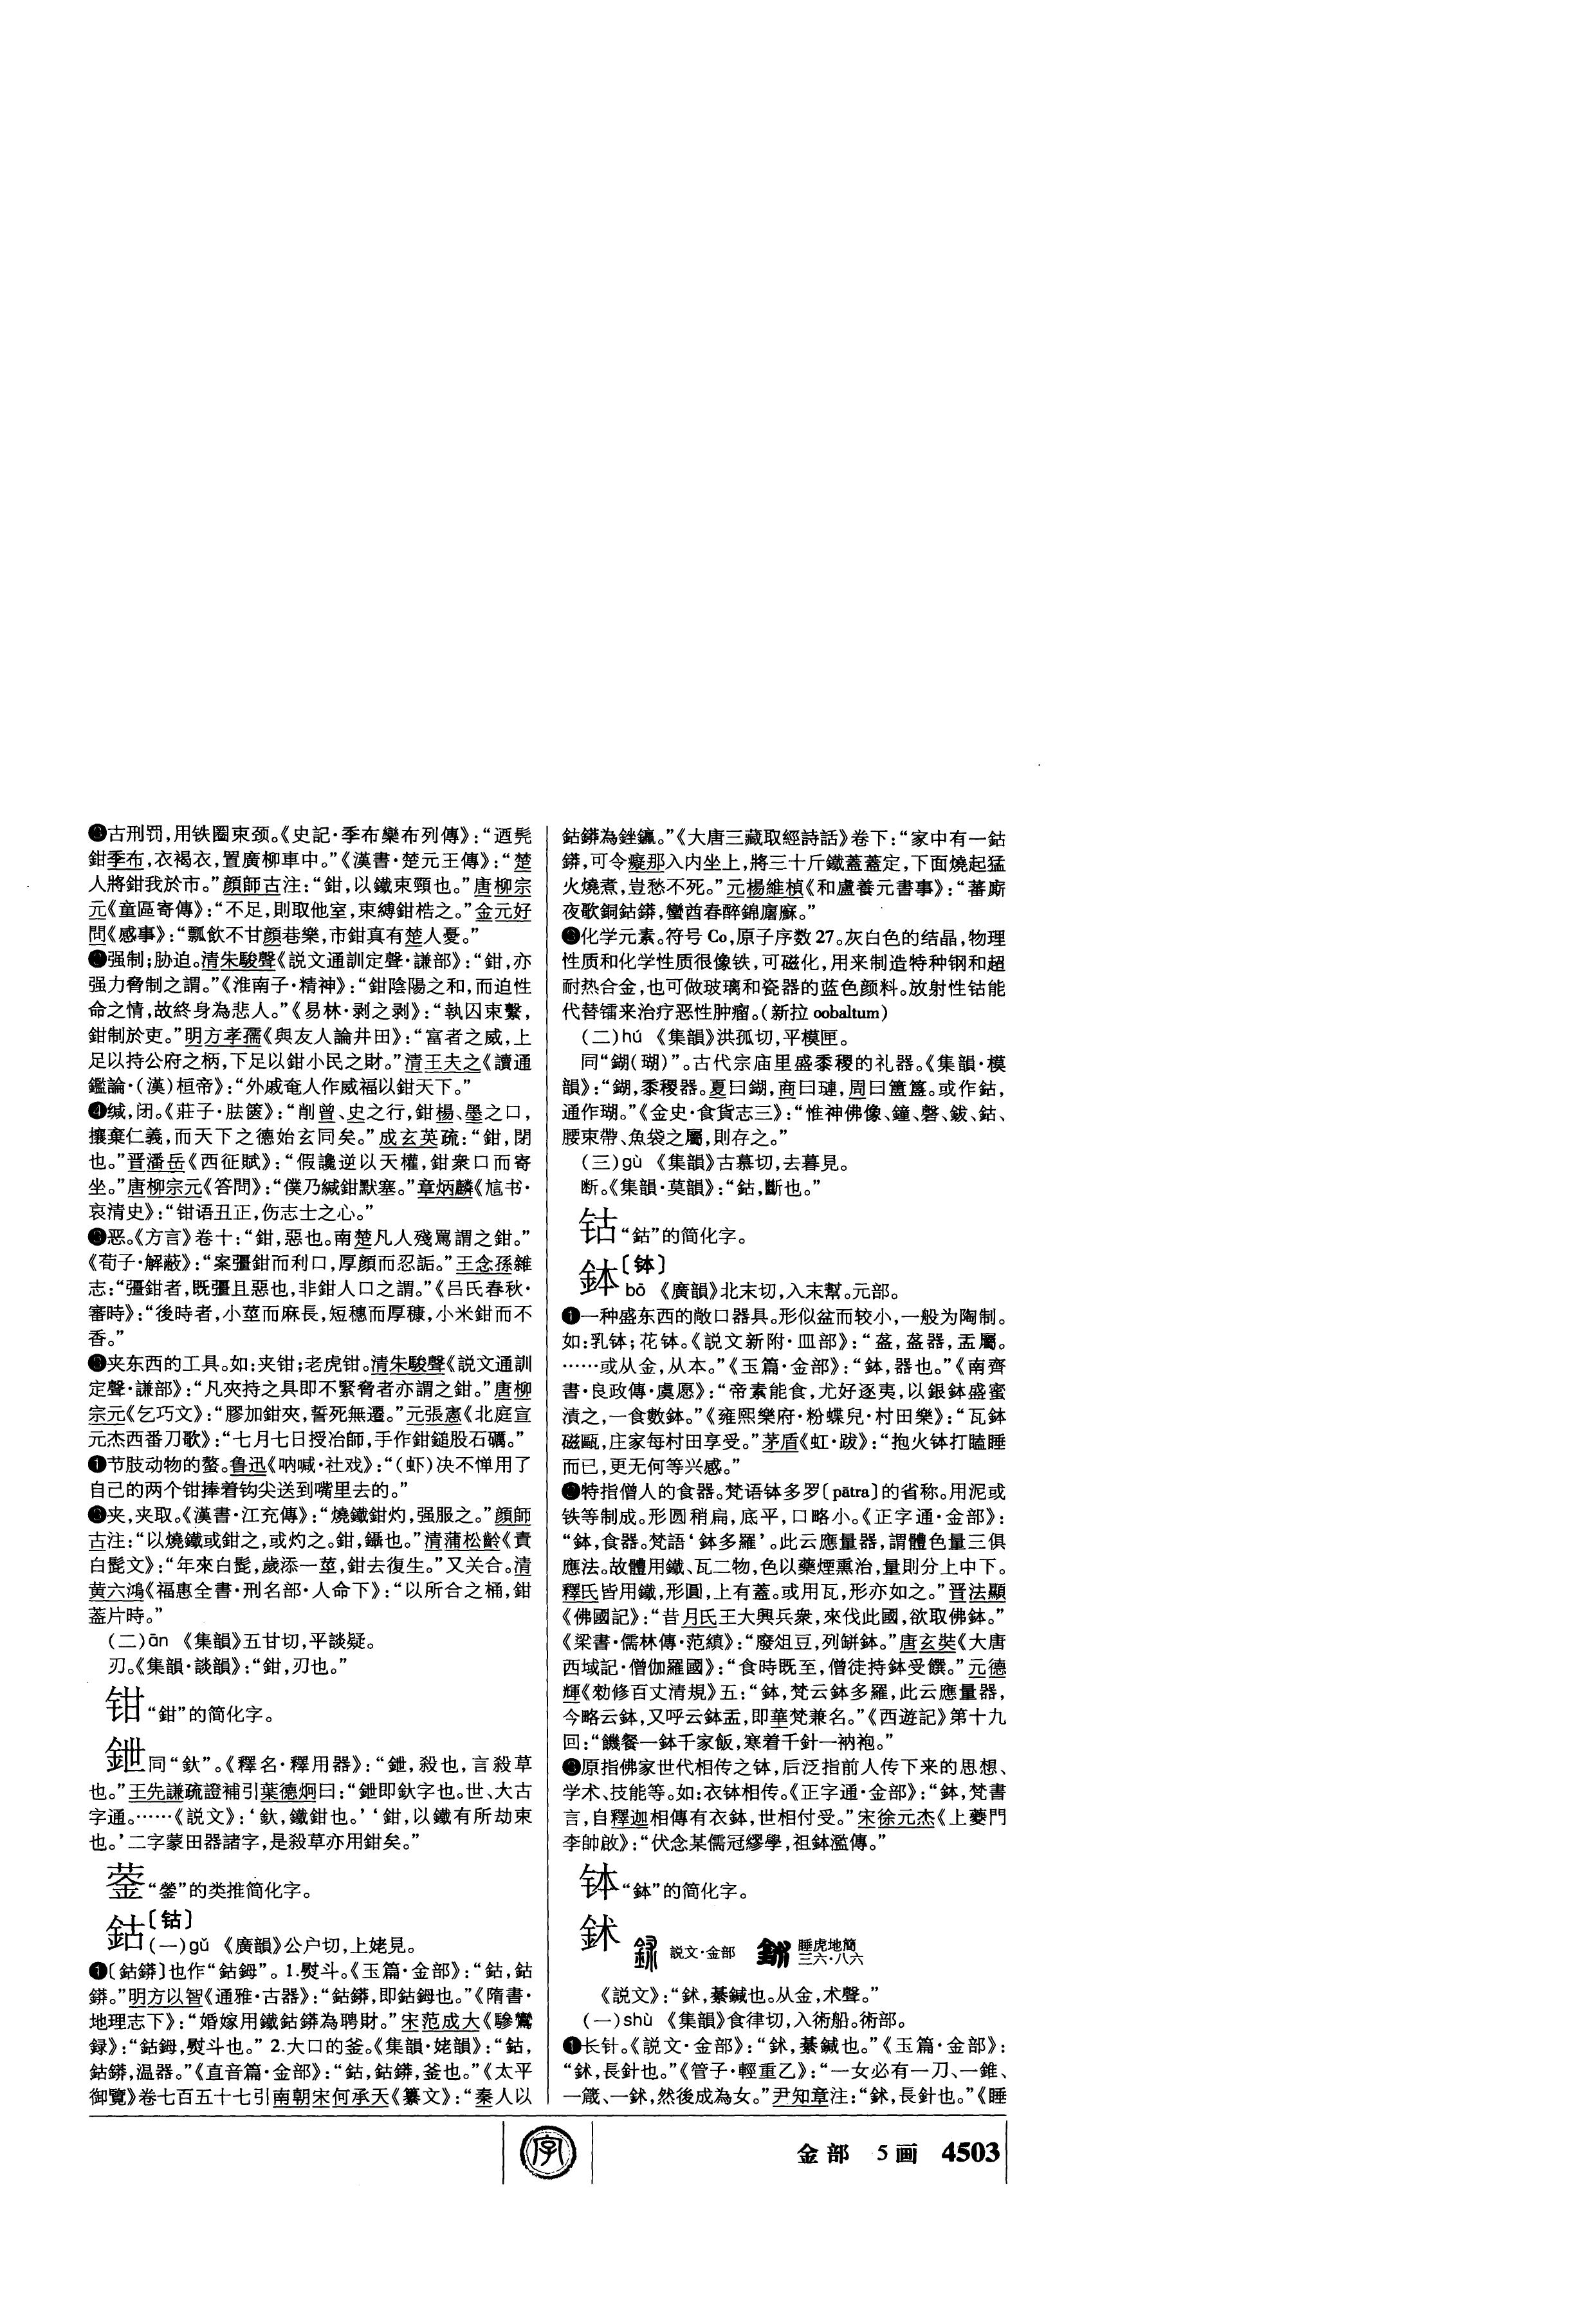 ❷古刑罚,用铁圈束颈。《史記·季布欒布列傳》:“迺髡
鉗季布,衣褐衣,置廣柳車中。”《漢書·楚元王傳》:“楚
人將鉗我於市。”顔師古注:“鉗,以鐵束頸也。”唐柳宗
元《童區寄傳》:“不足,則取他室,束縛鉗梏之。”金元好
問《感事》:“瓢飲不甘顔巷樂,市鉗真有楚人憂。”
❸强制;胁迫。清朱駿聲《説文通訓定聲·謙部》:“鉗,亦
强力脅制之謂。”《淮南子·精神》:“鉗陰陽之和,而迫性
命之情,故終身為悲人。”《易林·剥之剥》:“執囚束繫,
鉗制於吏。”明方孝孺《與友人論井田》:“富者之威,上
足以持公府之柄,下足以鉗小民之財。”清王夫之《讀通
鑑論·(漢)桓帝》:“外戚奄人作威福以鉗天下。”
❹缄,闭。《莊子·胠篋》:“削曾、史之行,鉗楊、墨之口,
攘棄仁義,而天下之德始玄同矣。”成玄英疏:“鉗,閉
也。”晋潘岳《西征賦》:“假讒逆以天權,鉗衆口而寄
坐。”唐柳宗元《答問》:“僕乃緘鉗默塞。”章炳麟《訄书·
哀清史》:“钳语丑正,伤志士之心。”
❺恶。《方言》卷十:“鉗,惡也。南楚凡人殘駡謂之鉗。”
《荀子·解蔽》:“案彊鉗而利口,厚顔而忍詬。”王念孫雜
志:“彊鉗者,既彊且惡也,非鉗人口之謂。”《吕氏春秋·
審時》:“後時者,小莖而麻長,短穗而厚糠,小米鉗而不
香。”
❻夹东西的工具。如:夹钳;老虎钳。清朱駿聲《説文通訓
定聲·謙部》:“凡夾持之具即不緊脅者亦謂之鉗。”唐柳
宗元《乞巧文》:“膠加鉗夾,誓死無遷。”元張憲《北庭宣
元杰西番刀歌》:“七月七日授冶師,手作鉗鎚股石礪。”
❼节肢动物的螯。鲁迅《呐喊·社戏》:“(虾)决不惮用了
自己的两个钳捧着钩尖送到嘴里去的。”
❽夹,夹取。《漢書·江充傳》:“燒鐵鉗灼,强服之。”顔師
古注:“以燒鐵或鉗之,或灼之。鉗,鑷也。”清蒲松齡《責
白髭文》:“年來白髭,歲添一莖,鉗去復生。”又关合。清
黄六鴻《福惠全書·刑名部·人命下》:“以所合之桶,鉗
蓋片時。”
(二)ān 《集韻》五甘切,平談疑。
刃。《集韻·談韻》:“鉗,刃也。”
钳“鉗”的简化字。
鉪同“釱”。《釋名·釋用器》:“鉪,殺也,言殺草
也。”王先謙疏證補引葉德炯曰:“鉪即釱字也。世、大古
字通。……《説文》:‘釱,鐵鉗也。’‘鉗,以鐵有所劫束
也。’二字蒙田器諸字,是殺草亦用鉗矣。”
蓥“鎣”的类推简化字。
鈷〔钴〕
(一)gǔ 《廣韻》公户切,上姥見。
❶〔鈷鉧〕也作“鈷鉧”。1.熨斗。《玉篇·金部》:“鈷,鈷
䥈。”明方以智《通雅·古器》:“鈷䥈,即鈷鉧也。”《隋書·
地理志下》:“婚嫁用鐵鈷䥈為聘財。”宋范成大《驂鸞
録》:“鈷鉧,熨斗也。” 2.大口的釜。《集韻·姥韻》:“鈷,
鈷䥈,温器。”《直音篇·金部》:“鈷,鈷䥈,釜也。”《太平
御覽》卷七百五十七引南朝宋何承天《纂文》:“秦人以
鈷䥈為銼鑹。”《大唐三藏取經詩話》卷下:“家中有一鈷
䥈,可令癡那入内坐上,將三十斤鐵蓋蓋定,下面燒起猛
火燒煮,豈愁不死。”元楊維楨《和盧養元書事》:“蕃廝
夜歌銅鈷䥈,蠻酋春醉錦屠蘇。”
❷化学元素。符号 Co,原子序数 27。灰白色的结晶,物理
性质和化学性质很像铁,可磁化,用来制造特种钢和超
耐热合金,也可做玻璃和瓷器的蓝色颜料。放射性钴能
代替镭来治疗恶性肿瘤。(新拉 oobaltum)
(二)hú 《集韻》洪孤切,平模匣。
同“鍸(瑚)”。古代宗庙里盛黍稷的礼器。《集韻·模
韻》:“鍸,黍稷器。夏曰鍸,商曰璉,周曰簠簋。或作鈷,
通作瑚。”《金史·食貨志三》:“惟神佛像、鐘、磬、鈸、鈷、
腰束帶、魚袋之屬,則存之。”
(三)gù 《集韻》古慕切,去暮見。
断。《集韻·莫韻》:“鈷,斷也。”
钴“鈷”的简化字。
鉢〔钵〕
bō 《廣韻》北末切,入末幫。元部。
❶一种盛东西的敞口器具。形似盆而较小,一般为陶制。
如:乳钵;花钵。《説文新附·皿部》:“盋,盋器,盂屬。
……或从金,从本。”《玉篇·金部》:“鉢,器也。”《南齊
書·良政傳·虞愿》:“帝素能食,尤好逐夷,以銀鉢盛蜜
漬之,一食數鉢。”《雍熙樂府·粉蝶兒·村田樂》:“瓦鉢
磁甌,庄家每村田享受。”茅盾《虹·跋》:“抱火钵打瞌睡
而已,更无何等兴感。”
❷特指僧人的食器。梵语钵多罗〔pātra〕的省称。用泥或
铁等制成。形圆稍扁,底平,口略小。《正字通·金部》:
“鉢,食器。梵語‘鉢多羅’。此云應量器,謂體色量三俱
應法。故體用鐵、瓦二物,色以藥煙熏治,量則分上中下。
釋氏皆用鐵,形圓,上有蓋。或用瓦,形亦如之。”晋法顯
《佛國記》:“昔月氏王大興兵衆,來伐此國,欲取佛鉢。”
《梁書·儒林傳·范縝》:“廢俎豆,列缾鉢。”唐玄奘《大唐
西域記·僧伽羅國》:“食時既至,僧徒持鉢受饌。”元德
輝《勑修百丈清規》五:“鉢,梵云鉢多羅,此云應量器,
今略云鉢,又呼云鉢盂,即華梵兼名。”《西遊記》第十九
回:“饑餐一鉢千家飯,寒着千針一衲袍。”
❸原指佛家世代相传之钵,后泛指前人传下来的思想、
学术、技能等。如:衣钵相传。《正字通·金部》:“鉢,梵書
言,自釋迦相傳有衣鉢,世相付受。”宋徐元杰《上夔門
李帥啟》:“伏念某儒冠繆學,祖鉢濫傳。”
钵“鉢”的简化字。
鉥 説文·金部 睡虎地簡
三六·八六
《説文》:“鉥,綦鍼也。从金,术聲。”
(一)shù 《集韻》食律切,入術船。術部。
❶长针。《説文·金部》:“鉥,綦鍼也。”《玉篇·金部》:
“鉥,長針也。”《管子·輕重乙》:“一女必有一刀、一錐、
一箴、一鉥,然後成為女。”尹知章注:“鉥,長針也。”《睡
字
金部 5画 4503